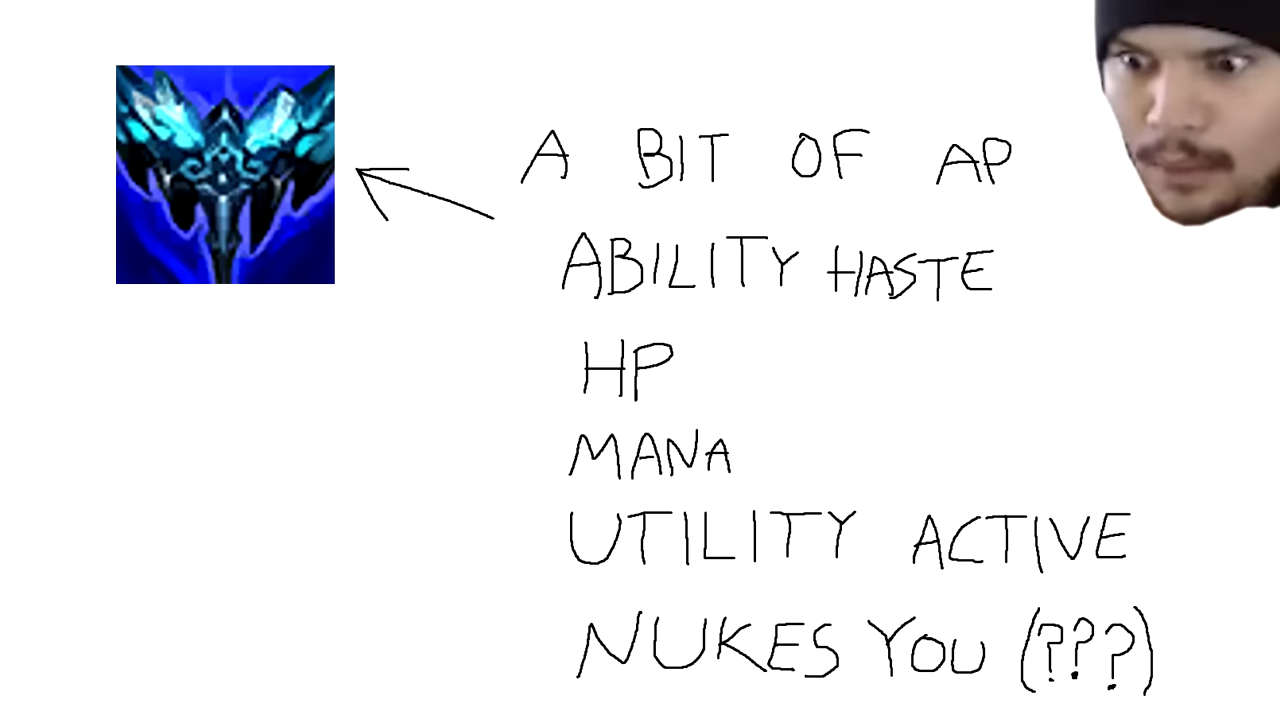 A BIT OF AP
ABILITY HASTE
HP
MANA
UTILITY ACTIVE
NUKES YOU (???)